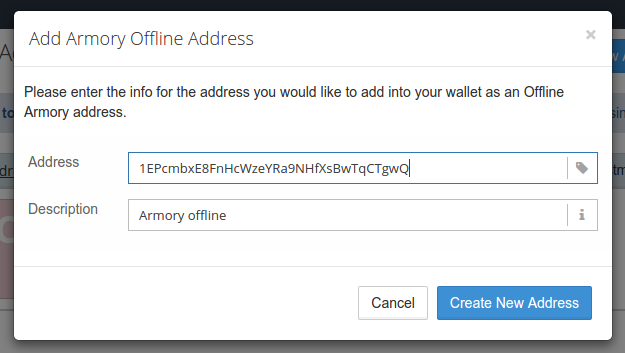 Add Armory Offline Address
×
Please enter the info for the address you would like to add into your wallet as an Offline
Armory address.
Address 1EPcmbxE8FnHcWzeYRa9NHfXsBwTqCTgwQ
Description Armory offline
Cancel Create New Address